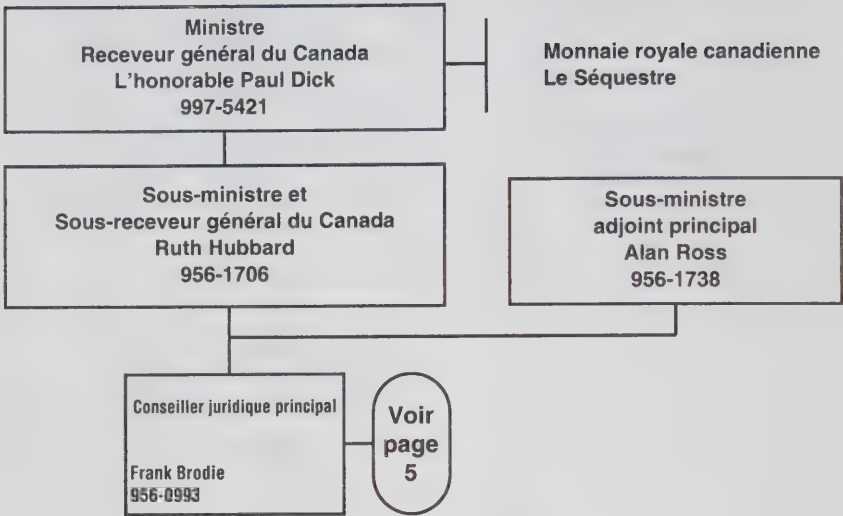 Ministre
Receveur général du Canada
L'honorable Paul Dick
997-5421
Monnaie royale canadienne
Le Séquestre
Sous-ministre et
Sous-receveur général du Canada
Ruth Hubbard
956-1706
Sous-ministre
adjoint principal
Alan Ross
956-1738
Conseiller juridique principal
Frank Brodie
956-0993
Voir
page
5